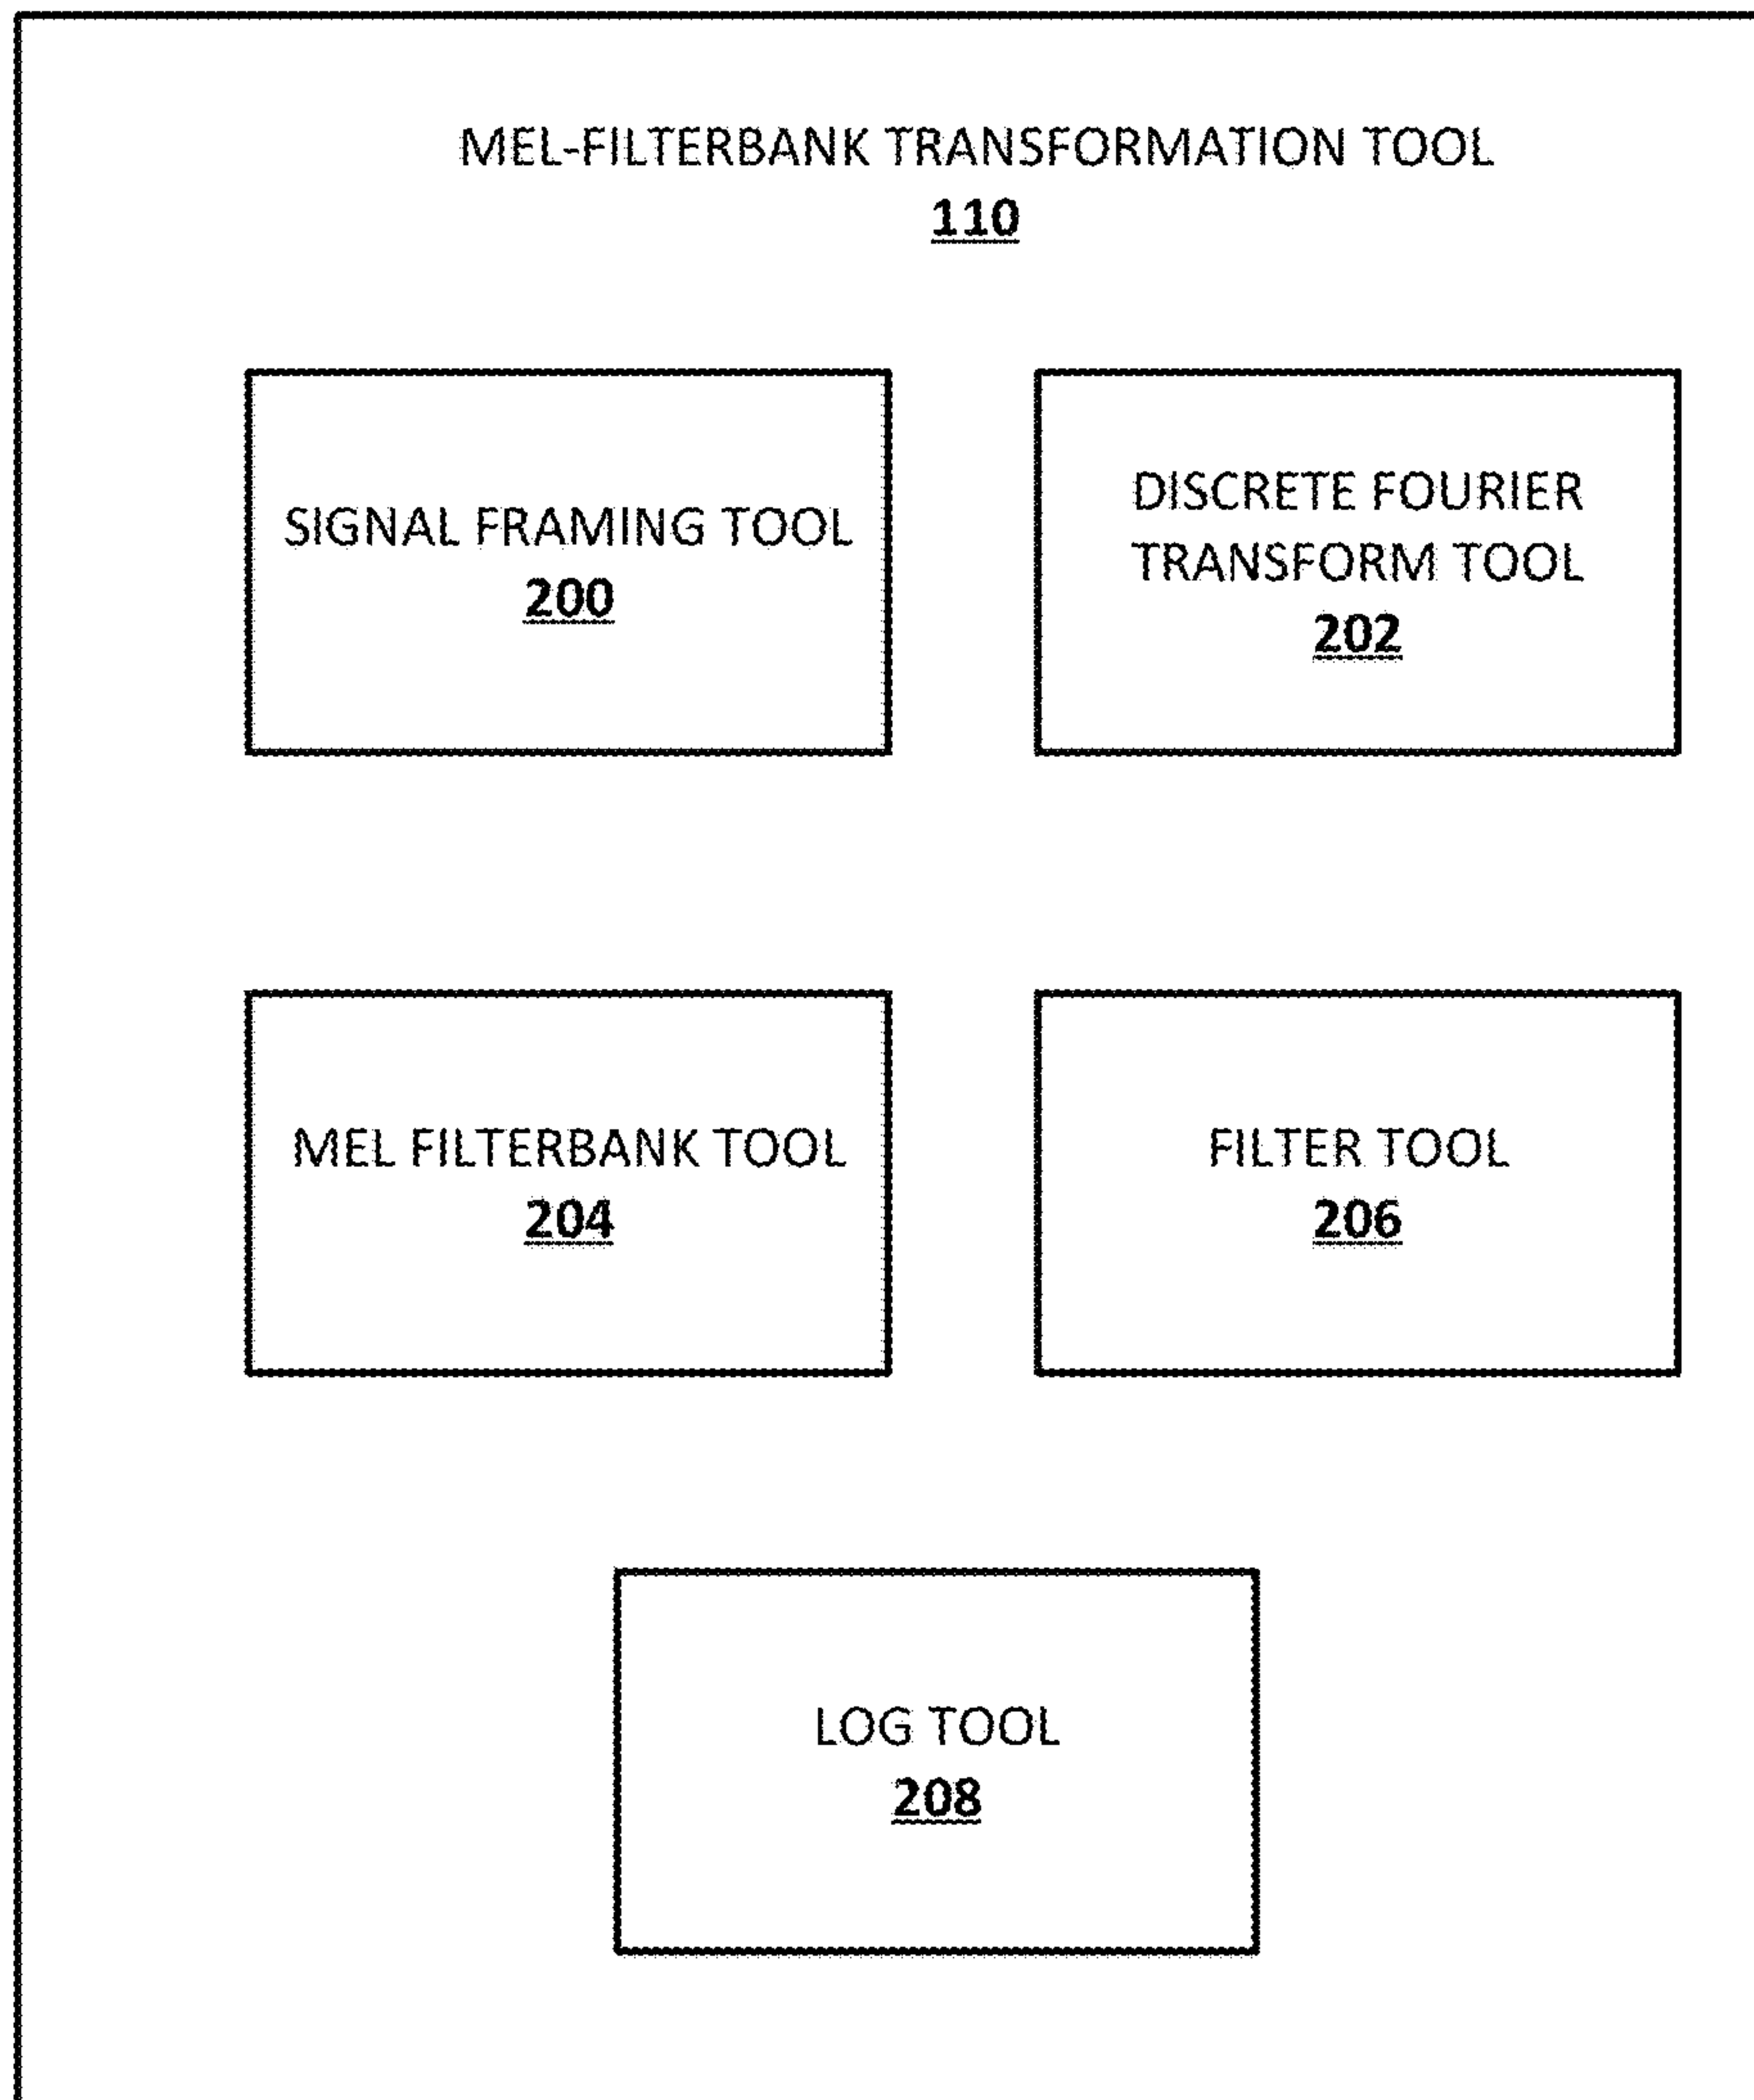 MEL-FILTERBANK TRANSFORMATION TOOL
110
SIGNAL FRAMING TOOL
200
DISCRETE FOURIER
TRANSFORM TOOL
202
MEL FILTERBANK TOOL
204
FILTER TOOL
206
LOG TOOL
208